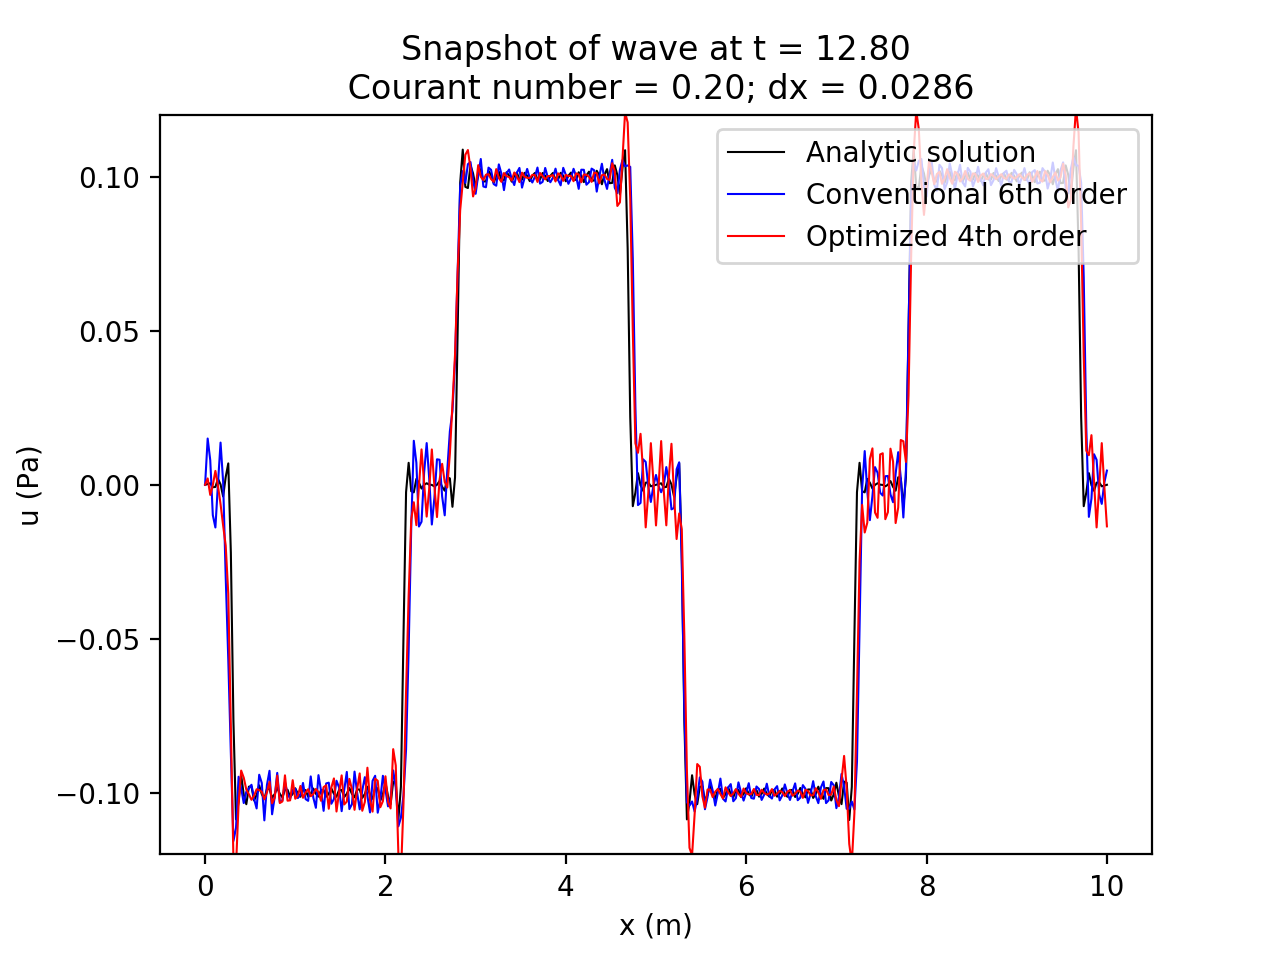 Snapshot of wave at t = 12.80
Courant number = 0.20; dx = 0.0286
Analytic solution
Conventional 6th order
Optimized 4th order
u (Pa)
0.10
0.05
0.00
−0.05
−0.10
0 2 4 6 8 10
x (m)